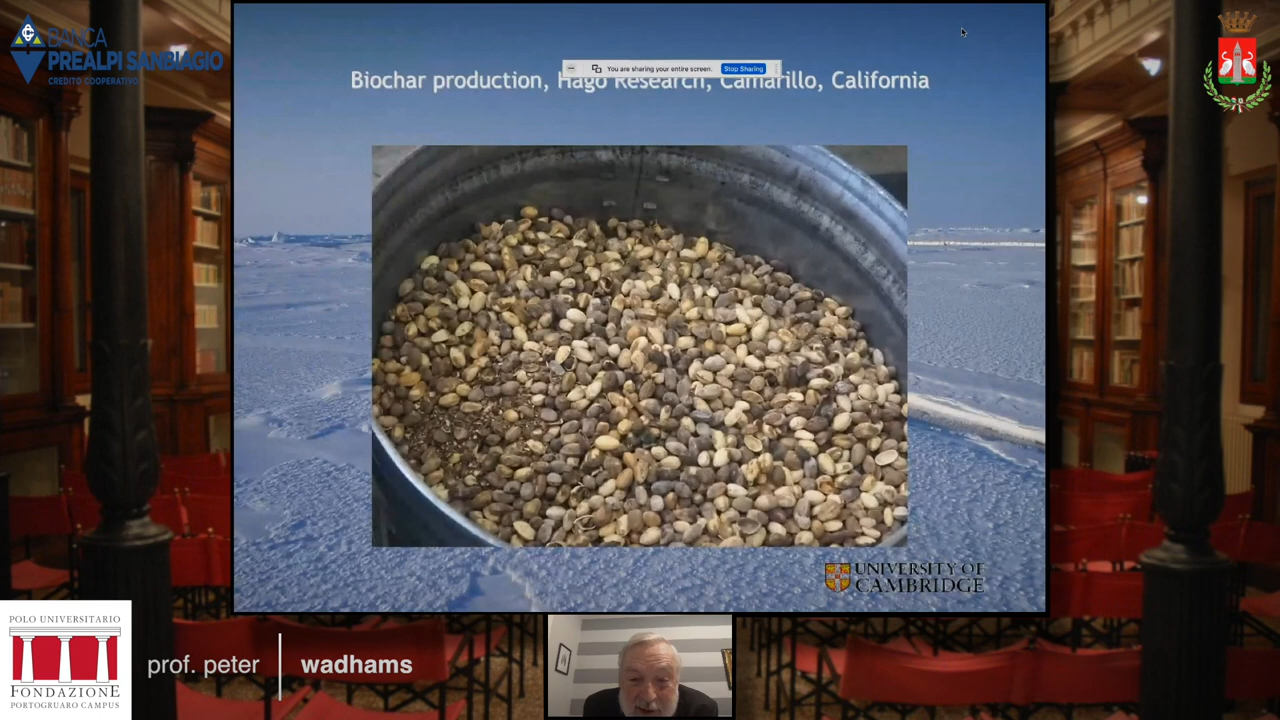 BANCA
PREALPI SANBIAGIO
CREDITO COOPERATIVO
You are sharing your entire screen.
Stop Sharing
Biochar production, Hago Research, Camarillo, California
UNIVERSITY OF
CAMBRIDGE
POLO UNIVERSITARIO
FONDAZIONE
PORTOGRUARO CAMPUS
prof. peter
wadhams